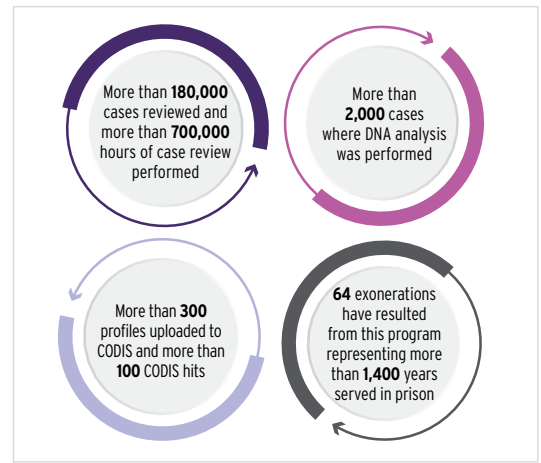 More than 180,000
cases reviewed and
more than 700,000
hours of case review
performed
More than
2,000 cases
where DNA analysis
was performed
More than 300
profiles uploaded to
CODIS and more than
100 CODIS hits
64 exonerations
have resulted
from this program
representing more
than 1,400 years
served in prison